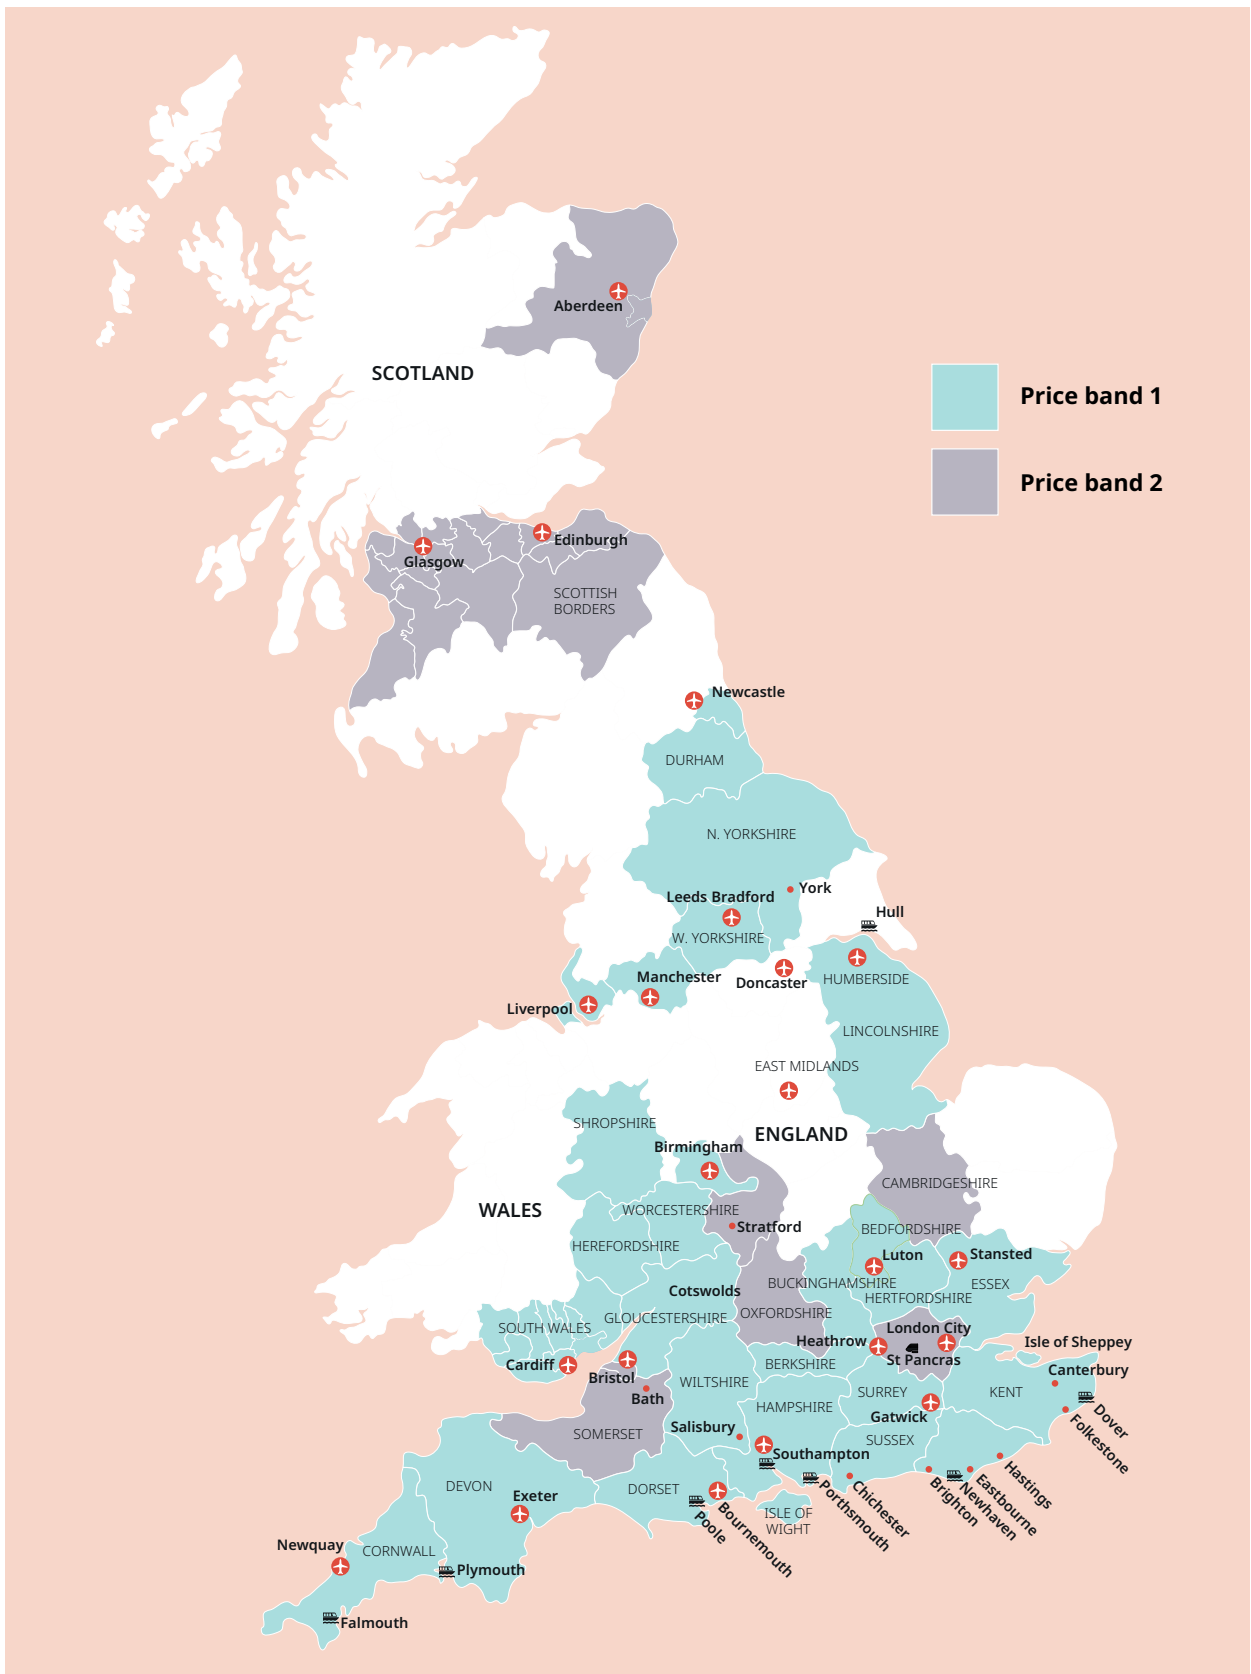 Aberdeen
SCOTLAND
Price band 1
Price band 2
Edinburgh
Glasgow
SCOTTISH
BORDERS
Newcastle
DURHAM
N. YORKSHIRE
York
Leeds Bradford
Hull
W. YORKSHIRE
Manchester
Doncaster
HUMBERSIDE
Liverpool
LINCOLNSHIRE
EAST MIDLANDS
SHROPSHIRE
ENGLAND
Birmingham
CAMBRIDGESHIRE
WALES
WORCESTERSHIRE
Stratford
BEDFORDSHIRE
HEREFORDSHIRE
Luton
Stansted
BUCKINGHAMSHIRE
ESSEX
Cotswolds
HERTFORDSHIRE
GLOUCESTERSHIRE
OXFORDSHIRE
SOUTH WALES
London City
Heathrow
Isle of Sheppey
St Pancras
Cardiff
BERKSHIRE
Canterbury
Bristol
WILTSHIRE
SURREY
KENT
Bath
HAMPSHIRE
Gatwick
Dover
Folkestone
Salisbury
SOMERSET
SUSSEX
Southampton
Hastings
DEVON
DORSET
Exeter
Eastbourne
Newhaven
Brighton
Chichester
Porthsmouth
ISLE OF
WIGHT
Bournemouth
Poole
Newquay
CORNWALL
Plymouth
Falmouth